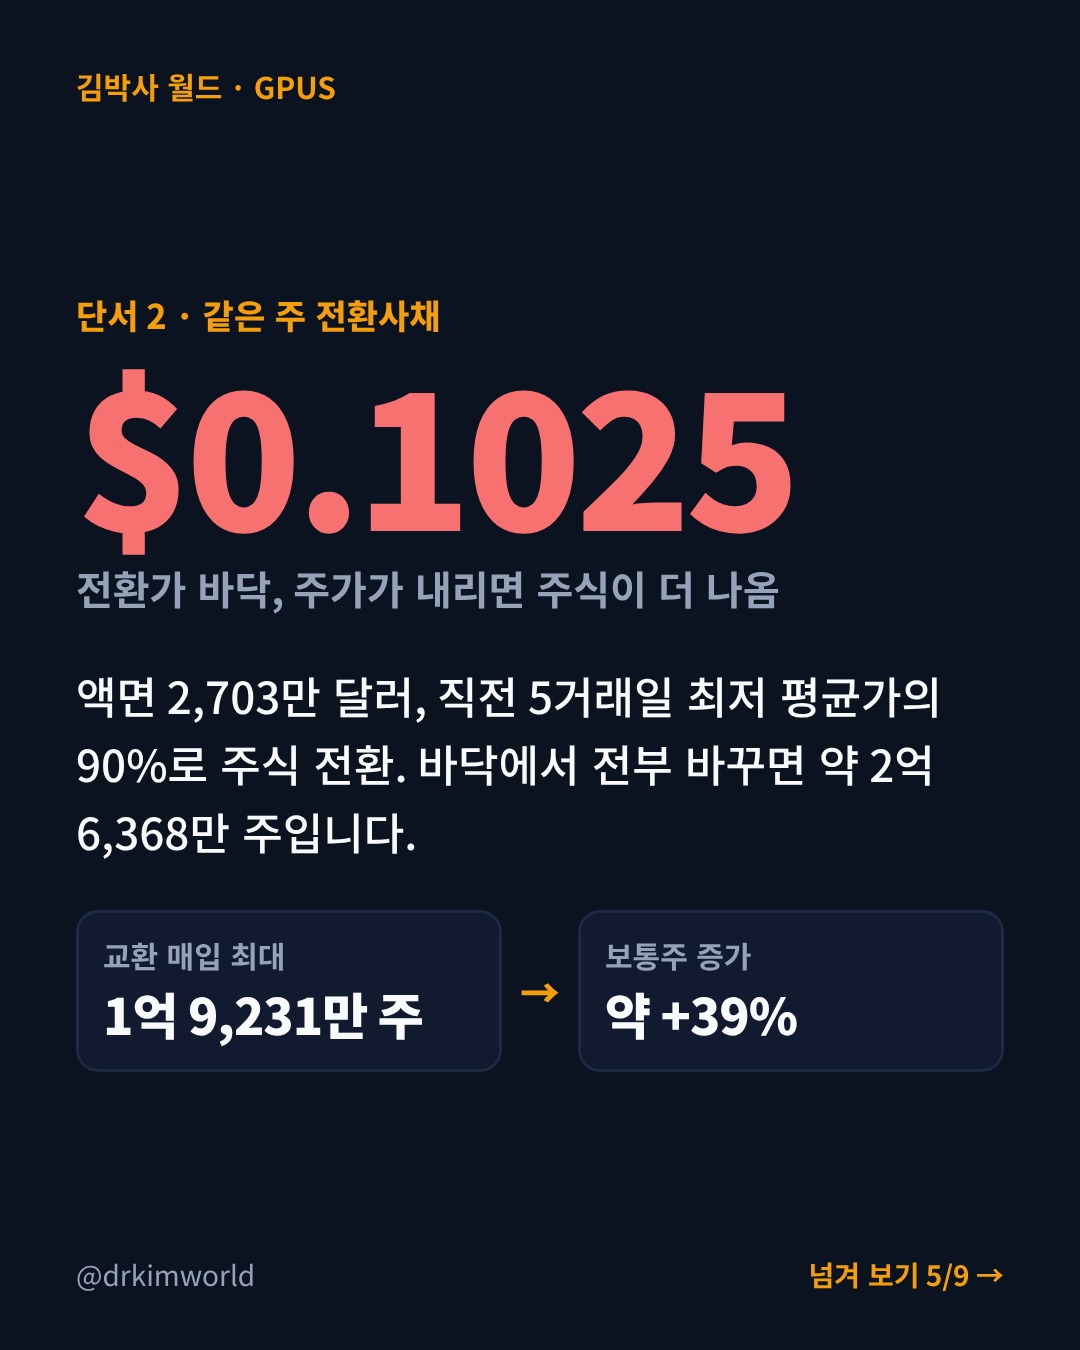 김박사 월드 · GPUS
단서 2 · 같은 주 전환사채
$0.1025
전환가 바닥, 주가가 내리면 주식이 더 나옴
액면 2,703만 달러, 직전 5거래일 최저 평균가의
90%로 주식 전환. 바닥에서 전부 바꾸면 약 2억
6,368만 주입니다.
교환 매입 최대
1억 9,231만 주
→
보통주 증가
약 +39%
@drkimworld
넘겨 보기 5/9 →